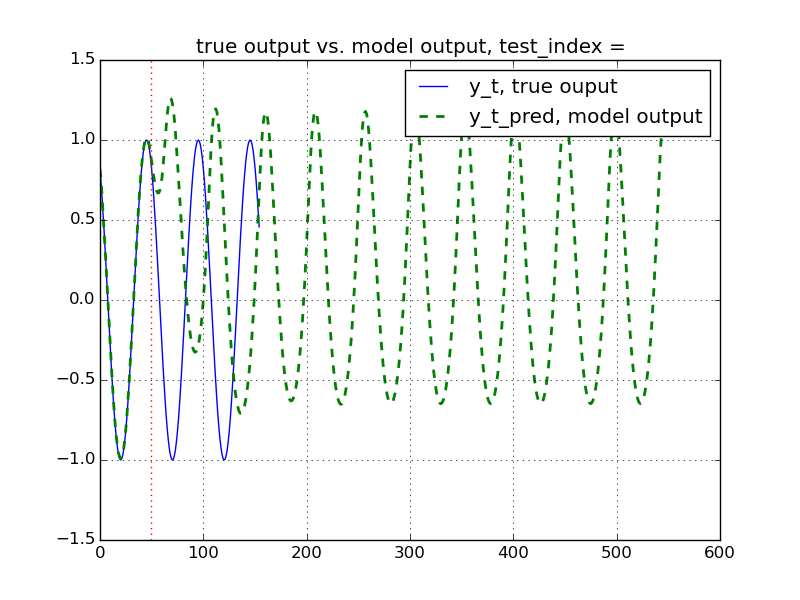 true output vs. model output, test_index =
y_t, true ouput
y_t_pred, model output
1.5
1.0
0.5
0.0
−0.5
−1.0
−1.5
0 100 200 300 400 500 600